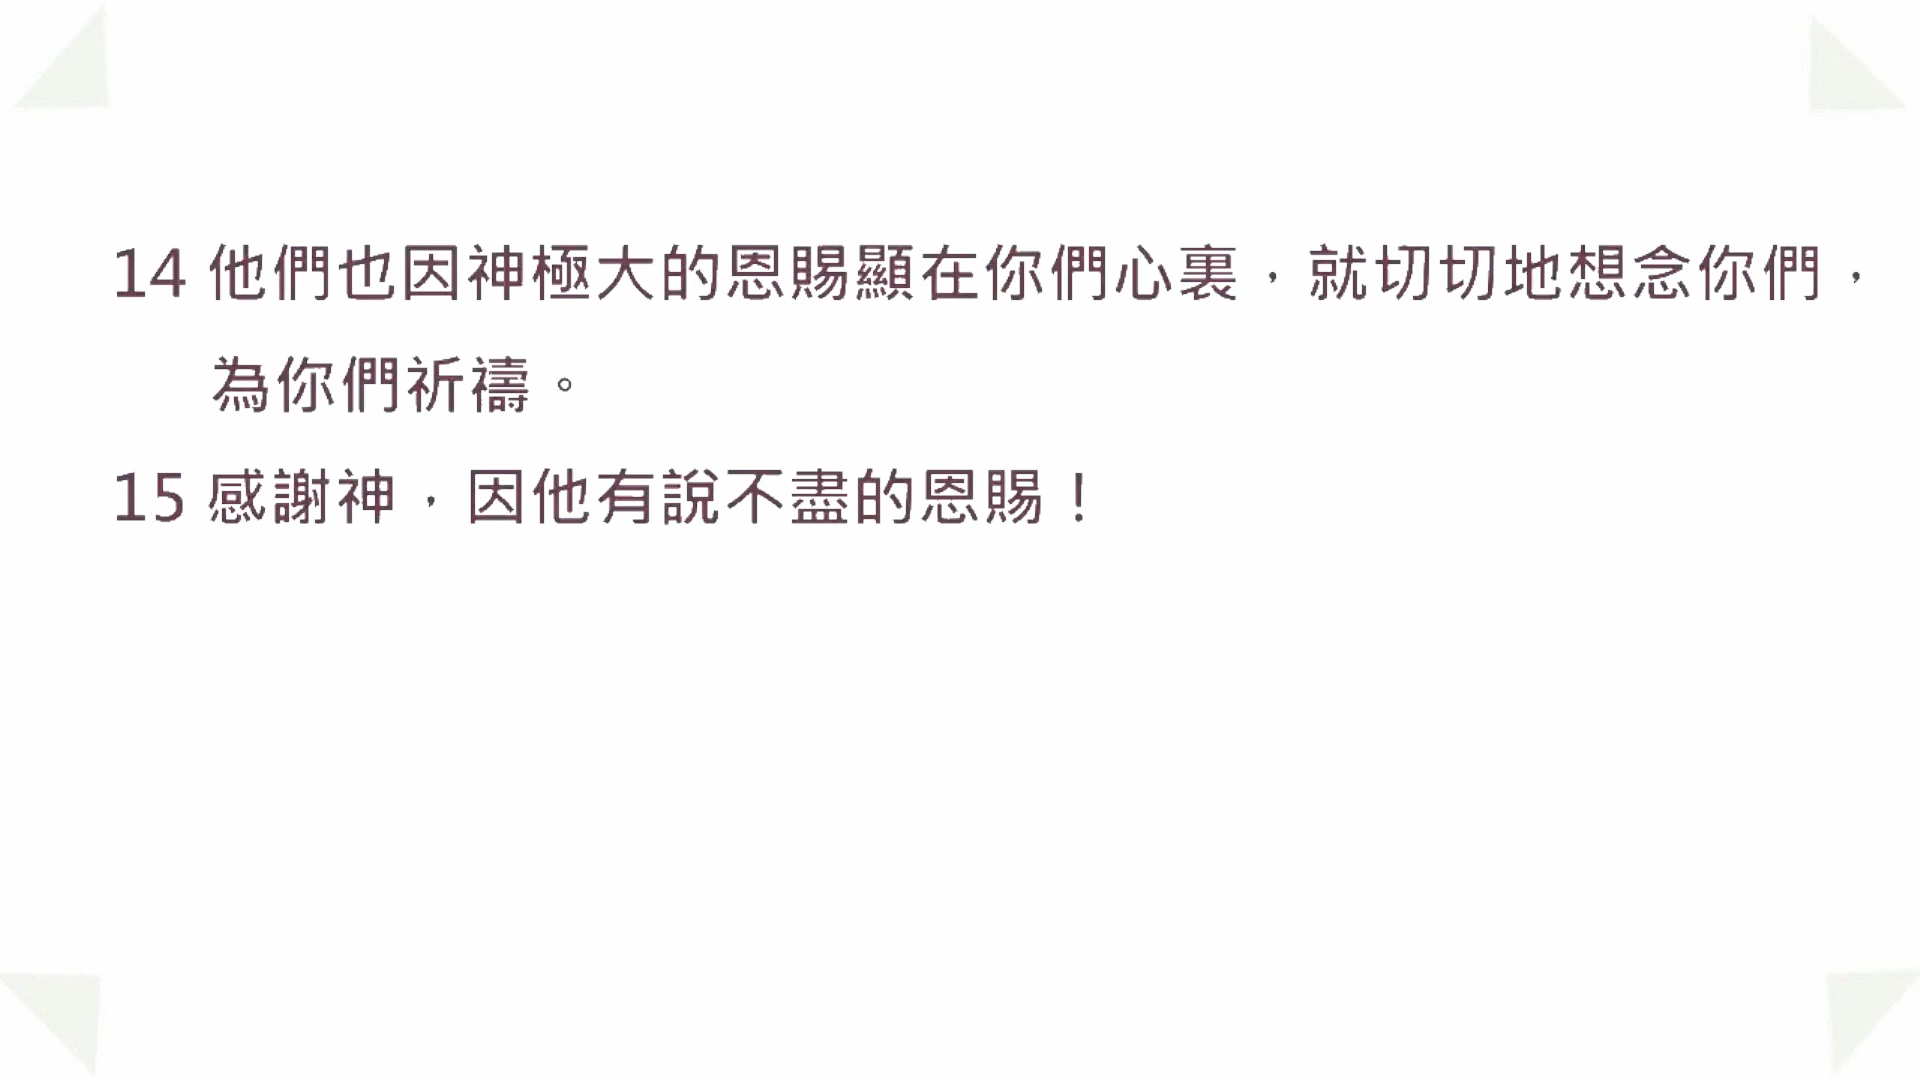 14 他們也因神極大的恩賜顯在你們心裏，就切切地想念你們，
為你們祈禱。
15 感謝神，因他有說不盡的恩賜！